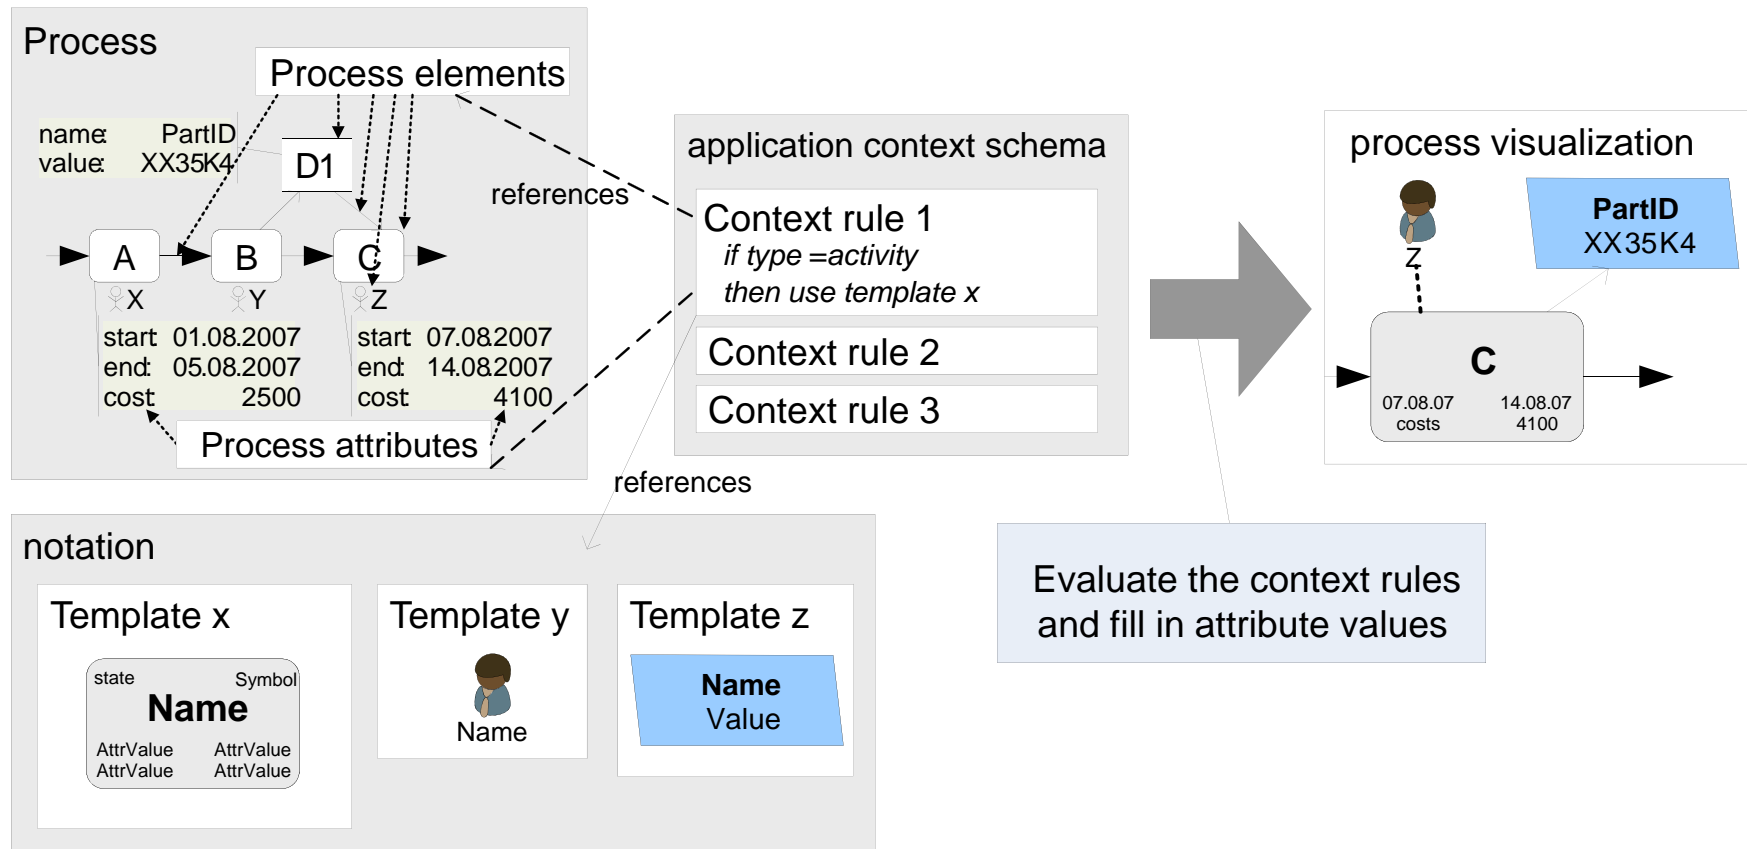 Process
Process elements
name: PartID
value: XX35K4
D1
A
B
C
X
Y
Z
start 01.08.2007
end: 05.08.2007
cost 2500
start 07.08.2007
end: 14.08.2007
cost 4100
Process attributes
references
application context schema
Context rule 1
if type =activity
then use template x
Context rule 2
Context rule 3
references
process visualization
Z
PartID
XX35K4
C
07.08.07 14.08.07
costs 4100
Evaluate the context rules
and fill in attribute values
notation
Template x
state Symbol
Name
AttrValue AttrValue
AttrValue AttrValue
Template y
Name
Template z
Name
Value